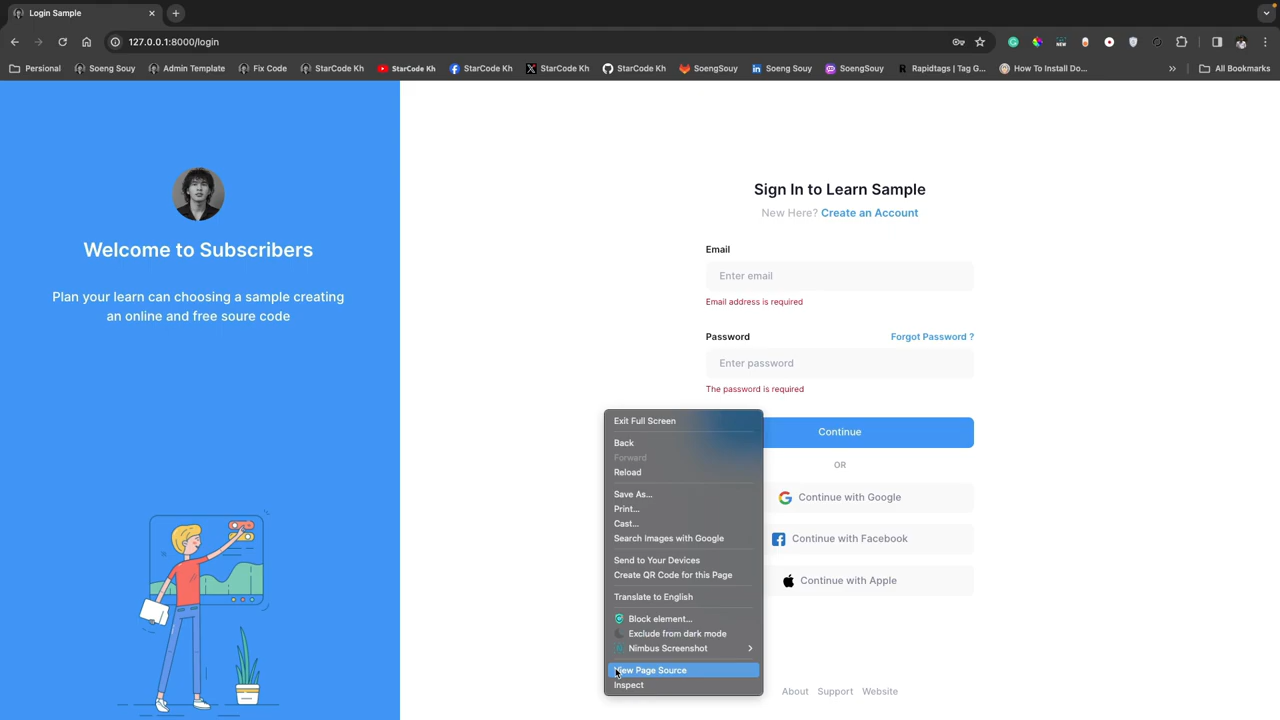 Login Sample
127.0.0.1:8000/login
NEW
Persional
Soeng Souy
Admin Template
Fix Code
StarCode Kh
StarCode Kh
StarCode Kh
StarCode Kh
StarCode Kh
SoengSouy
Soeng Souy
SoengSouy
Rapidtags | Tag G...
How To Install Do...
All Bookmarks
Welcome to Subscribers
Plan your learn can choosing a sample creating
an online and free soure code
Sign In to Learn Sample
New Here? Create an Account
Email
Enter email
Email address is required
Password
Forgot Password ?
Enter password
The password is required
Continue
OR
Continue with Google
Continue with Facebook
Continue with Apple
Exit Full Screen
Back
Forward
Reload
Save As...
Print...
Cast...
Search Images with Google
Send to Your Devices
Create QR Code for this Page
Translate to English
Block element...
Exclude from dark mode
Nimbus Screenshot
View Page Source
Inspect
About
Support
Website